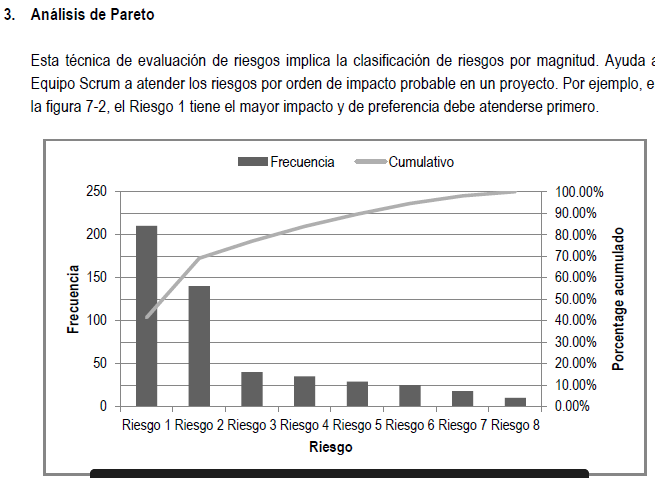 3. Análisis de Pareto
Esta técnica de evaluación de riesgos implica la clasificación de riesgos por magnitud. Ayuda a
Equipo Scrum a atender los riesgos por orden de impacto probable en un proyecto. Por ejemplo, e
la figura 7-2, el Riesgo 1 tiene el mayor impacto y de preferencia debe atenderse primero.
Frecuencia Cumulativo
250 100.00%
90.00%
200 80.00%
70.00%
150 60.00%
50.00%
100 40.00%
30.00%
50 20.00%
10.00%
0 0.00%
Frecuencia
Porcentage acumulado
Riesgo 1 Riesgo 2 Riesgo 3 Riesgo 4 Riesgo 5 Riesgo 6 Riesgo 7 Riesgo 8
Riesgo